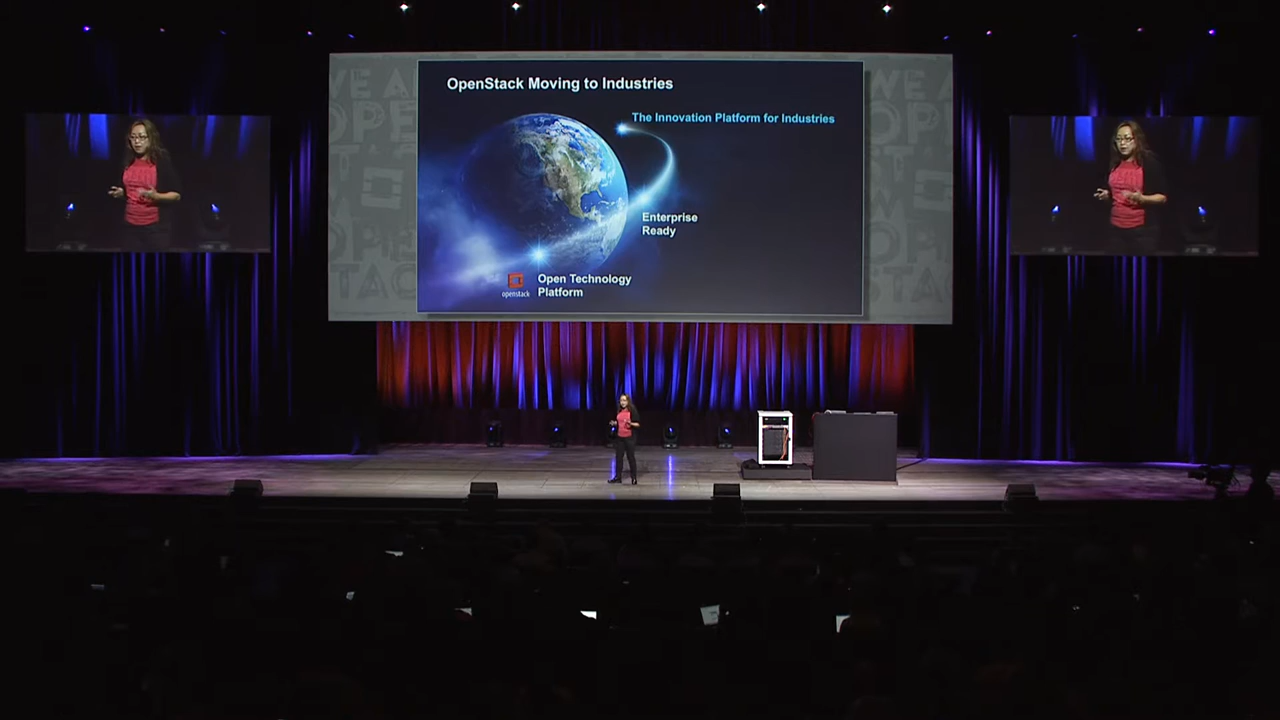 OpenStack Moving to Industries
The Innovation Platform for Industries
Enterprise
Ready
Open Technology
Platform
openstack